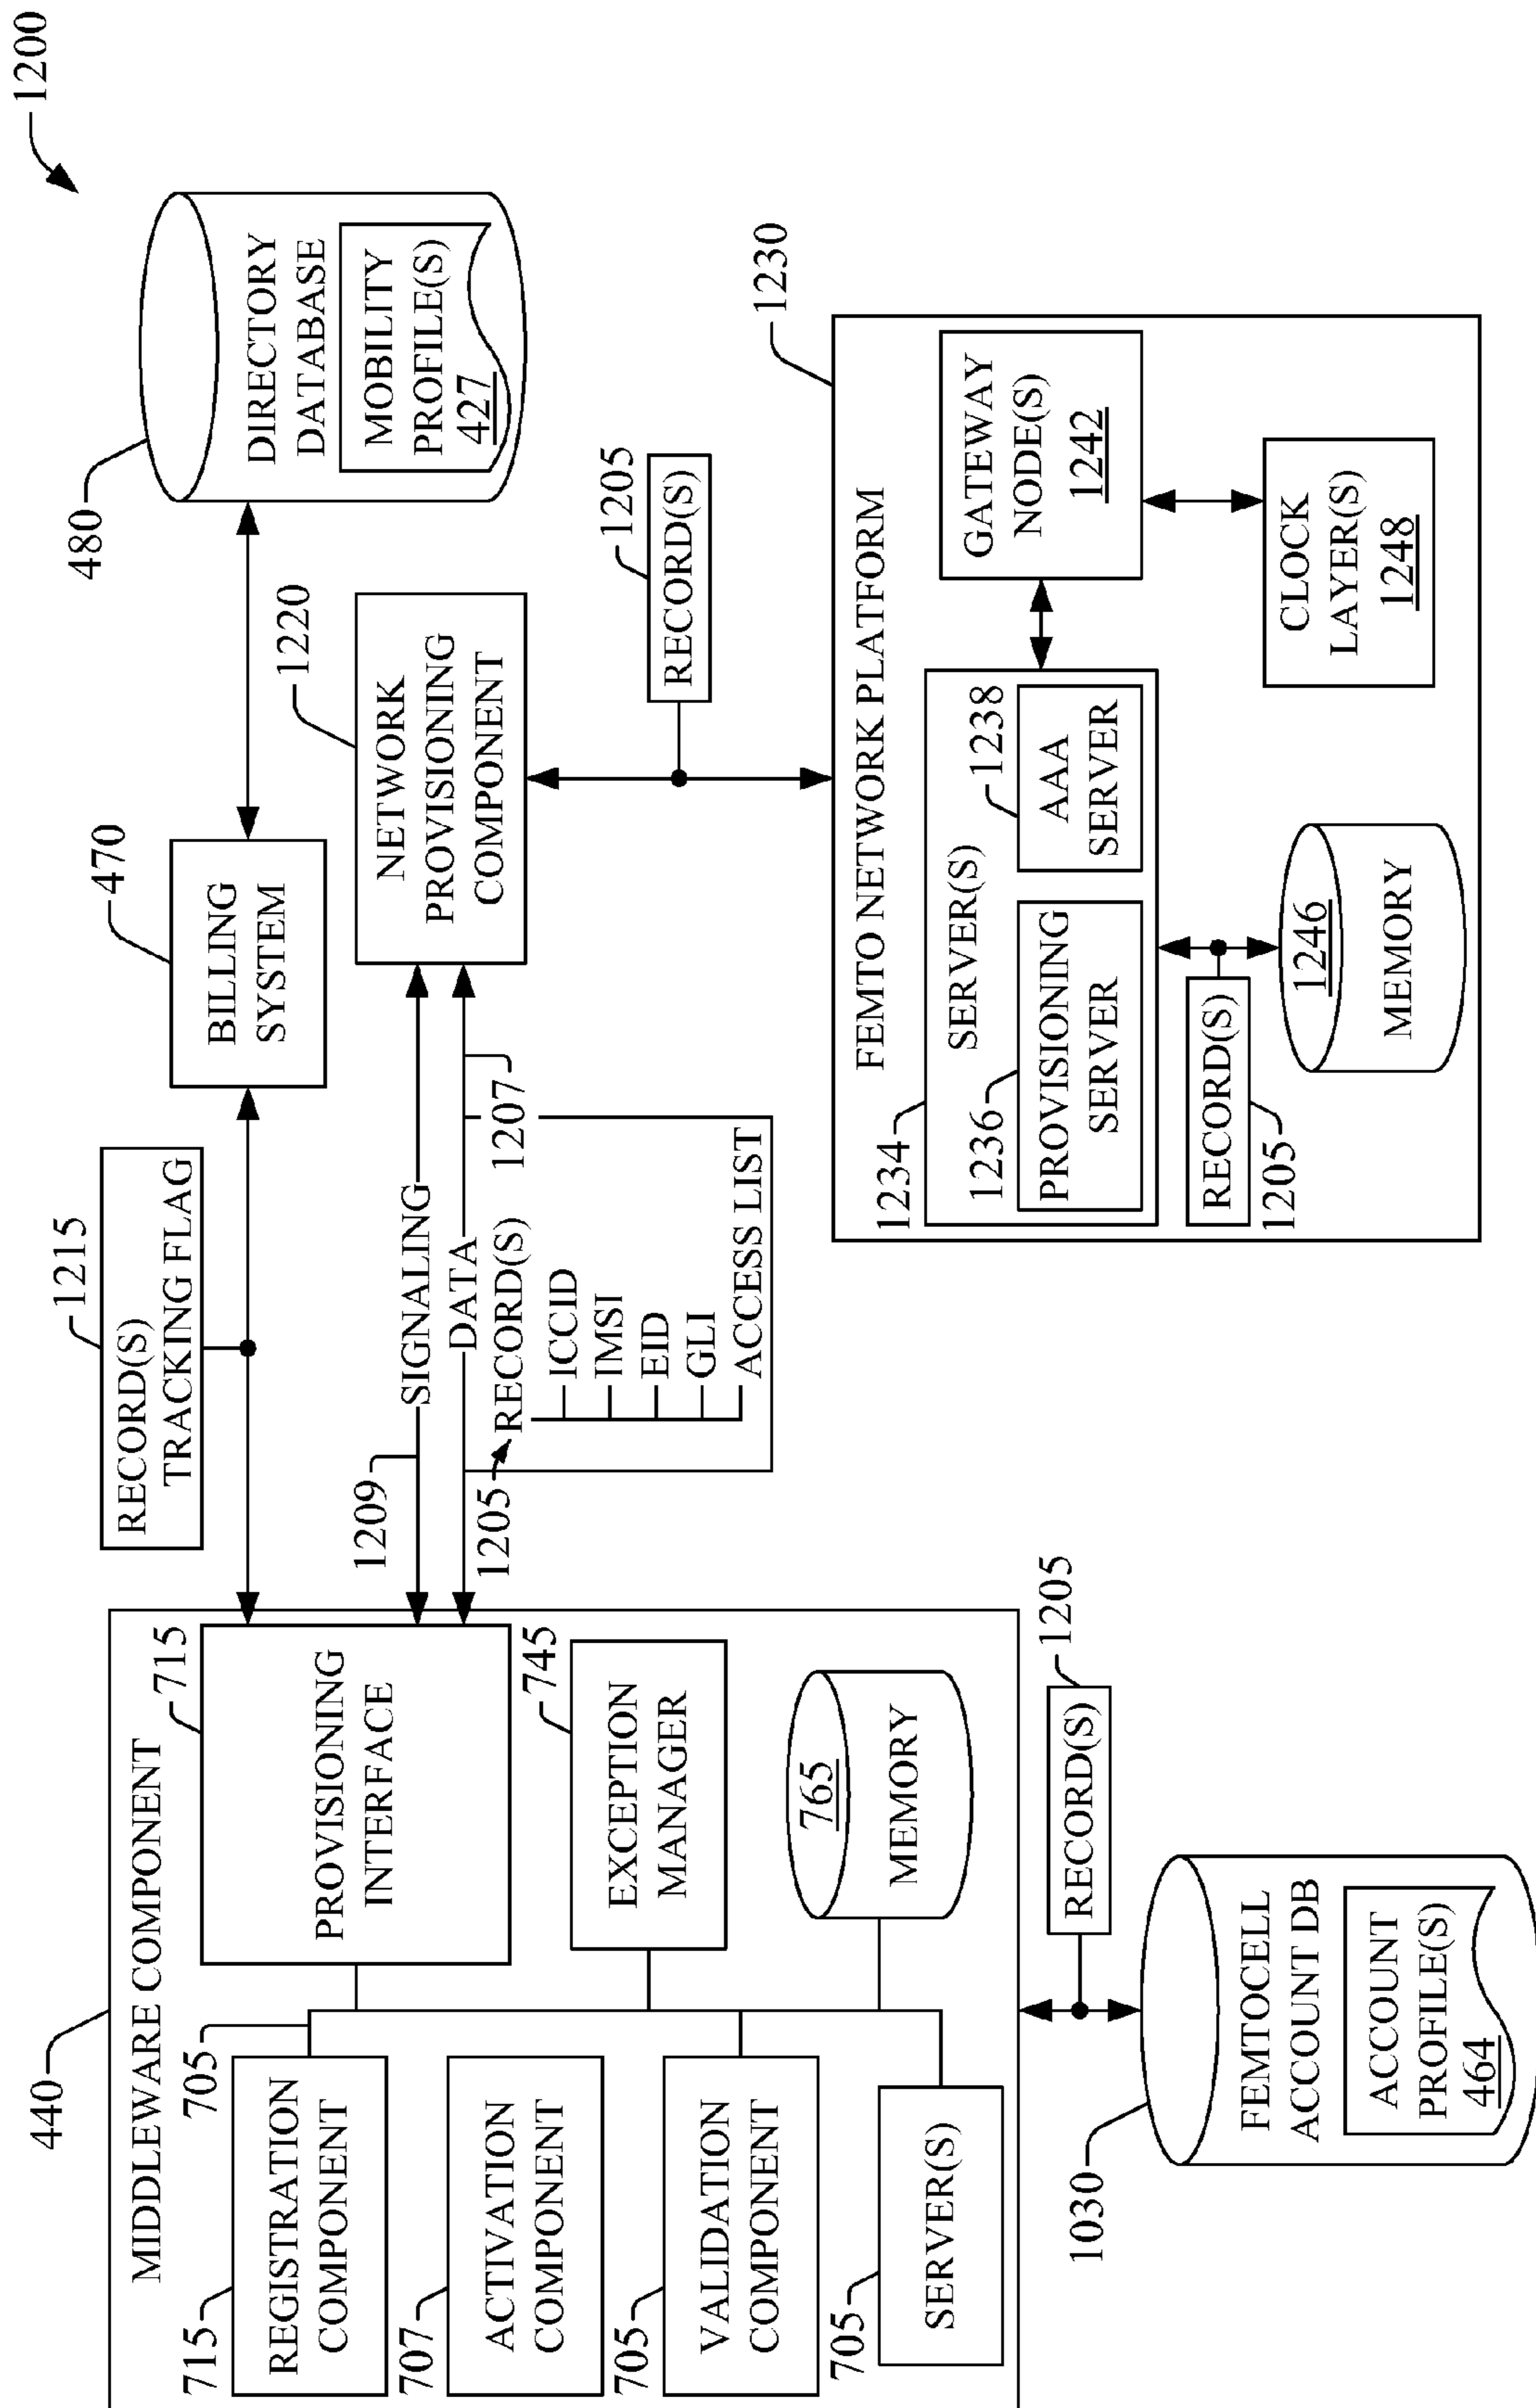 1200
440
MIDDLEWARE COMPONENT
715
REGISTRATION
COMPONENT
705
707
ACTIVATION
COMPONENT
705
VALIDATION
COMPONENT
705
SERVER(S)
715
PROVISIONING
INTERFACE
745
EXCEPTION
MANAGER
765
MEMORY
1030
FEMTOCELL
ACCOUNT DB
ACCOUNT
PROFILE(S)
464
RECORD(S)
1205
RECORD(S)
TRACKING FLAG
1215
1209
SIGNALING
DATA
1207
1205
RECORD(S)
ICCID
IMSI
EID
GLI
ACCESS LIST
470
BILLING
SYSTEM
480
DIRECTORY
DATABASE
MOBILITY
PROFILE(S)
427
1220
NETWORK
PROVISIONING
COMPONENT
RECORD(S)
1205
1230
FEMTO NETWORK PLATFORM
1234
SERVER(S)
1236
PROVISIONING
SERVER
1238
AAA
SERVER
GATEWAY
NODE(S)
1242
RECORD(S)
1205
1246
MEMORY
CLOCK
LAYER(S)
1248